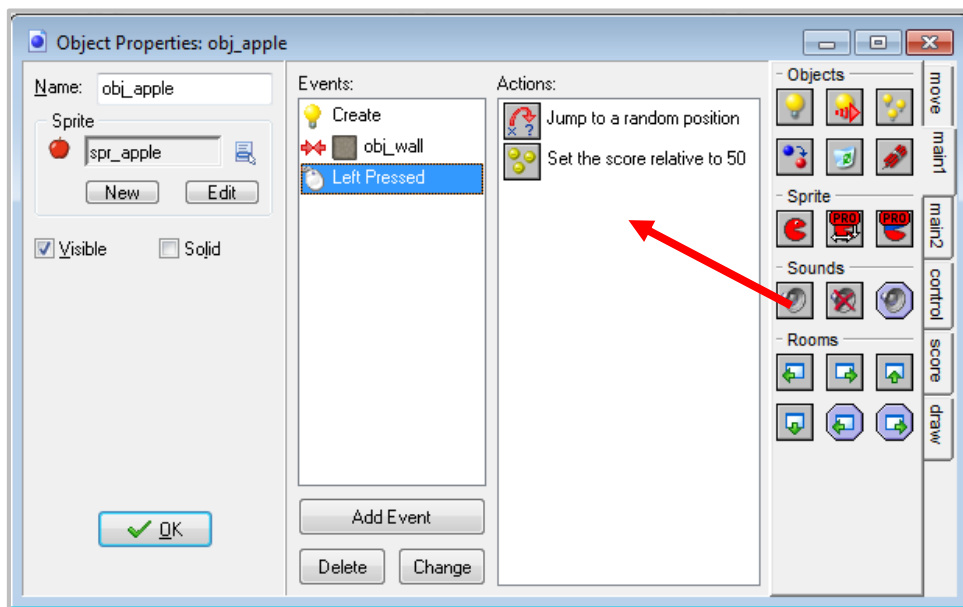 Object Properties: obj_apple
Name: obj_apple
Sprite
spr_apple
New Edit
Visible Solid
OK
Events:
Create
obj_wall
Left Pressed
Add Event
Delete Change
Actions:
Jump to a random position
Set the score relative to 50
Objects
Sprite
PRO PRO
Sounds
Rooms
move
main1
main2
control
score
draw